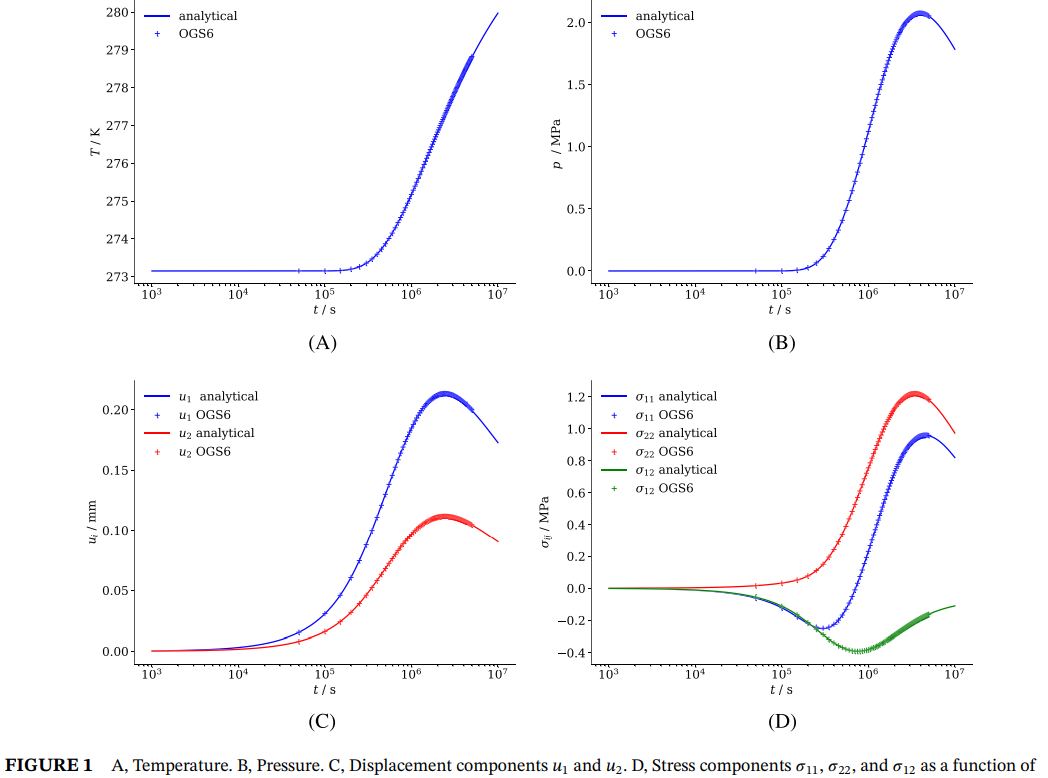 280
279
278
277
276
275
274
273
T / K
analytical
OGS6
10³ 10⁴ 10⁵ 10⁶ 10⁷
t / s
(A)
2.0
1.5
1.0
0.5
0.0
p / MPa
analytical
OGS6
10³ 10⁴ 10⁵ 10⁶ 10⁷
t / s
(B)
0.20
0.15
0.10
0.05
0.00
uᵢ / mm
u₁ analytical
u₁ OGS6
u₂ analytical
u₂ OGS6
10³ 10⁴ 10⁵ 10⁶ 10⁷
t / s
(C)
1.2
1.0
0.8
0.6
0.4
0.2
0.0
−0.2
−0.4
σᵢⱼ / MPa
σ₁₁ analytical
σ₁₁ OGS6
σ₂₂ analytical
σ₂₂ OGS6
σ₁₂ analytical
σ₁₂ OGS6
10³ 10⁴ 10⁵ 10⁶ 10⁷
t / s
(D)
FIGURE 1 A, Temperature. B, Pressure. C, Displacement components u₁ and u₂. D, Stress components σ₁₁, σ₂₂, and σ₁₂ as a function of